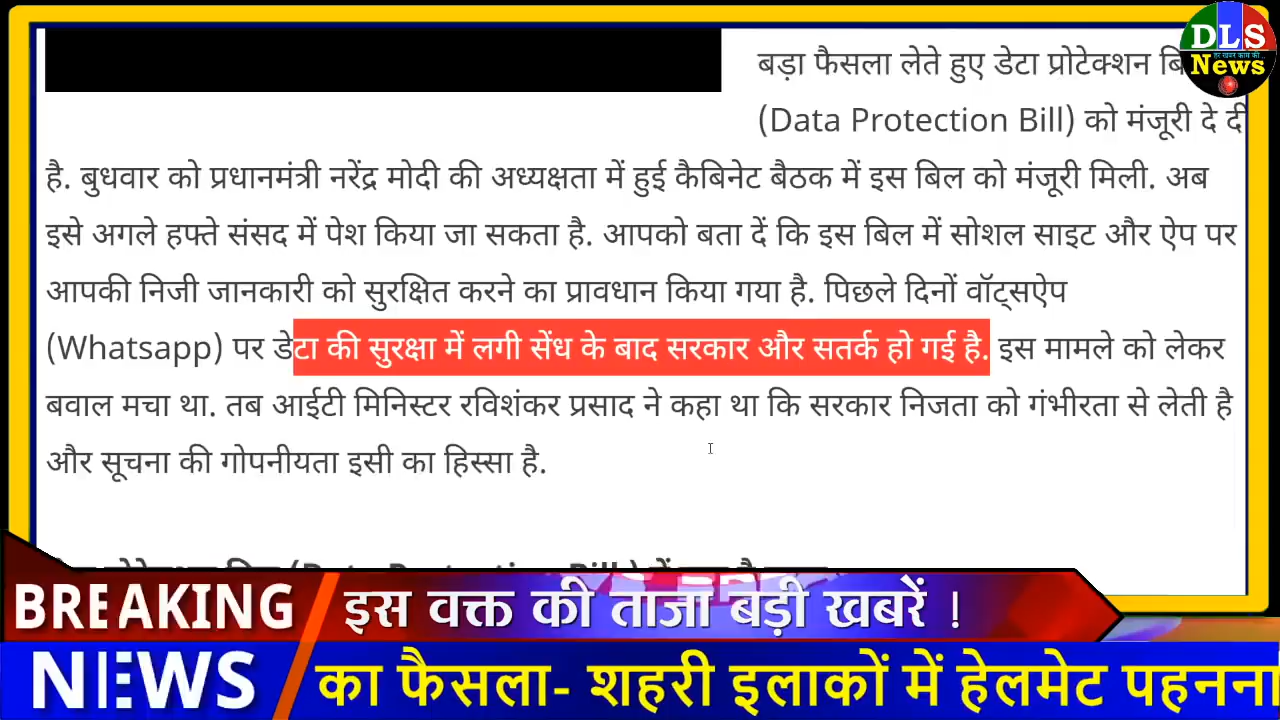 DLS
News
बड़ा फैसला लेते हुए डेटा प्रोटेक्शन
(Data Protection Bill) को मंजूरी दे दी
है. बुधवार को प्रधानमंत्री नरेंद्र मोदी की अध्यक्षता में हुई कैबिनेट बैठक में इस बिल को मंजूरी मिली. अब
इसे अगले हफ्ते संसद में पेश किया जा सकता है. आपको बता दें कि इस बिल में सोशल साइट और ऐप पर
आपकी निजी जानकारी को सुरक्षित करने का प्रावधान किया गया है. पिछले दिनों वॉट्सऐप
(Whatsapp) पर डेटा की सुरक्षा में लगी सेंध के बाद सरकार और सतर्क हो गई है. इस मामले को लेकर
बवाल मचा था. तब आईटी मिनिस्टर रविशंकर प्रसाद ने कहा था कि सरकार निजता को गंभीरता से लेती है
और सूचना की गोपनीयता इसी का हिस्सा है.
BREAKING इस वक्त की ताजा बड़ी खबरें !
NEWS का फैसला- शहरी इलाकों में हेलमेट पहनना